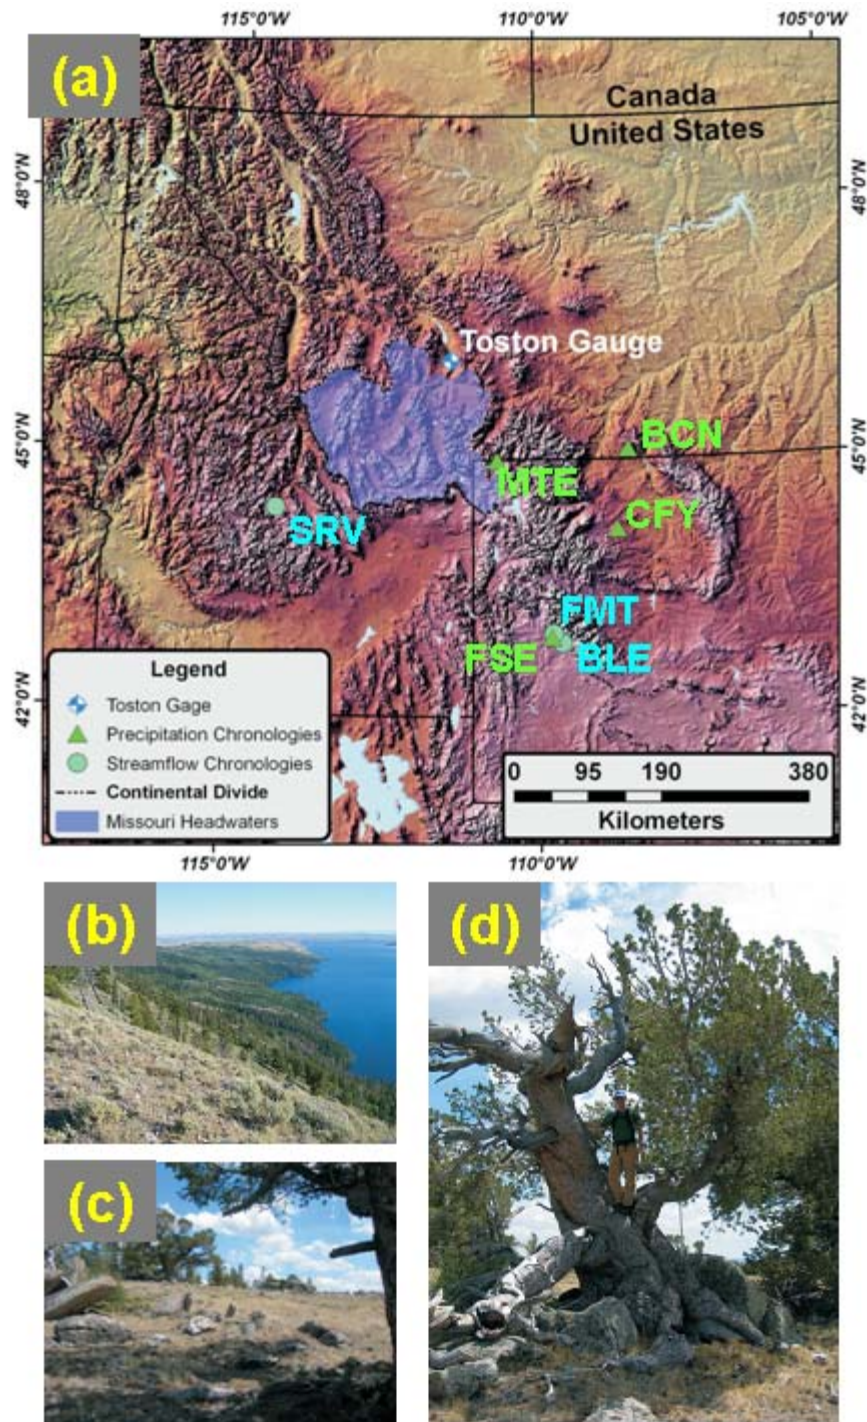 115°0'W 110°0'W 105°0'W
(a)
Canada
United States
48°0'N 48°0'N
Toston Gauge
45°0'N 45°0'N
BCN
MTE
CFY
SRV
FMT
FSE BLE
42°0'N 42°0'N
Legend
Toston Gage
Precipitation Chronologies
Streamflow Chronologies
Continental Divide
Missouri Headwaters
0 95 190 380
Kilometers
115°0'W 110°0'W
(b)
(d)
(c)